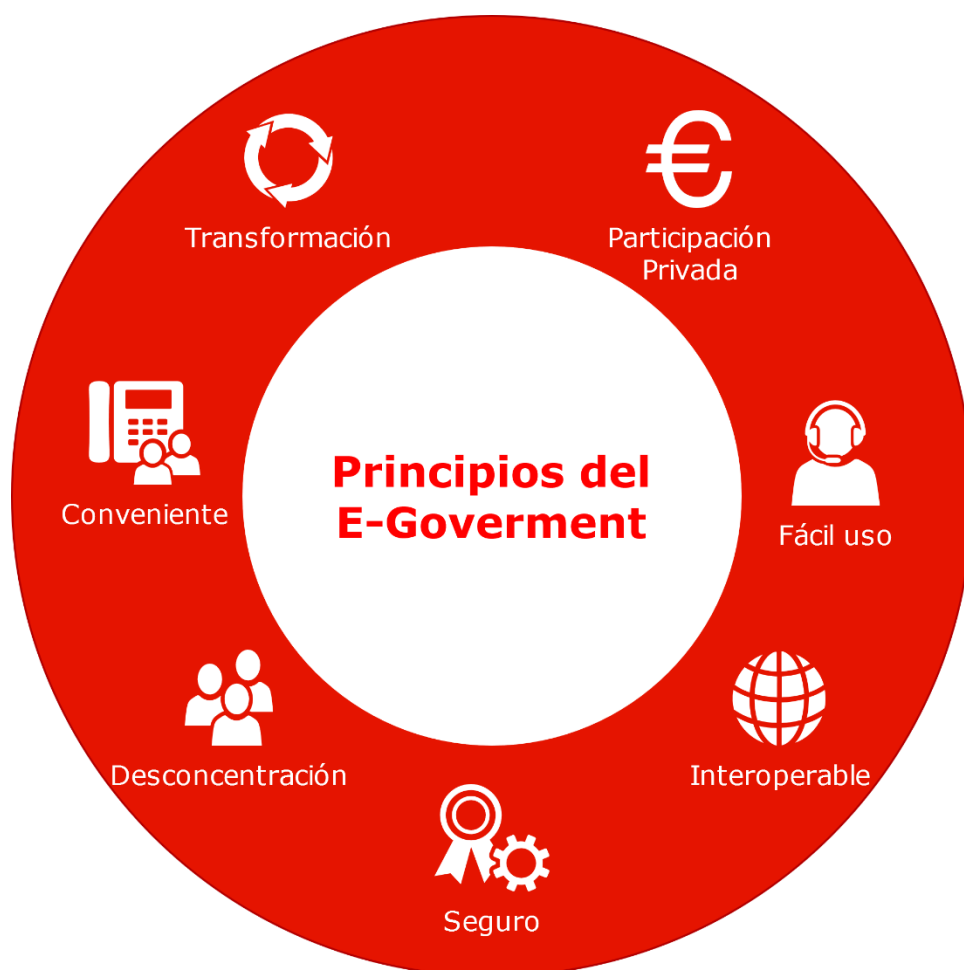 Transformación
Participación
Privada
Conveniente
Principios del
E-Goverment
Fácil uso
Desconcentración
Interoperable
Seguro